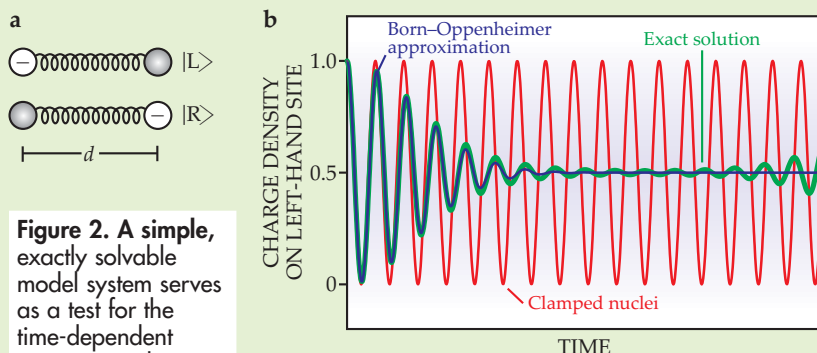 a
− |L>
− |R>
d
Figure 2. A simple,
exactly solvable
model system serves
as a test for the
time-dependent
b
Born–Oppenheimer
approximation
Exact solution
1.0
0.5
0
CHARGE DENSITY
ON LEFT-HAND SITE
Clamped nuclei
TIME